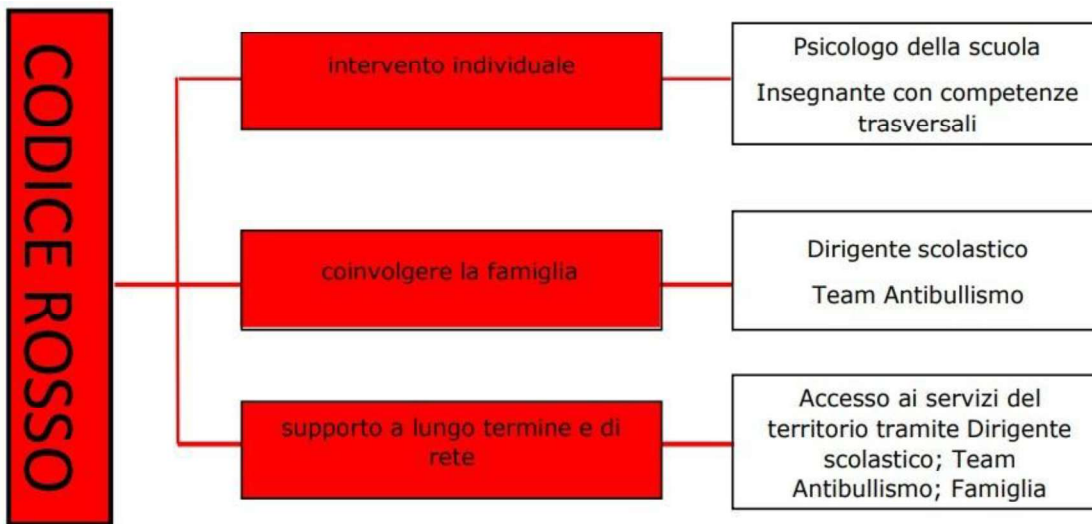 CODICE ROSSO
intervento individuale
Psicologo della scuola
Insegnante con competenze
trasversali
coinvolgere la famiglia
Dirigente scolastico
Team Antibullismo
supporto a lungo termine e di
rete
Accesso ai servizi del
territorio tramite Dirigente
scolastico; Team
Antibullismo; Famiglia